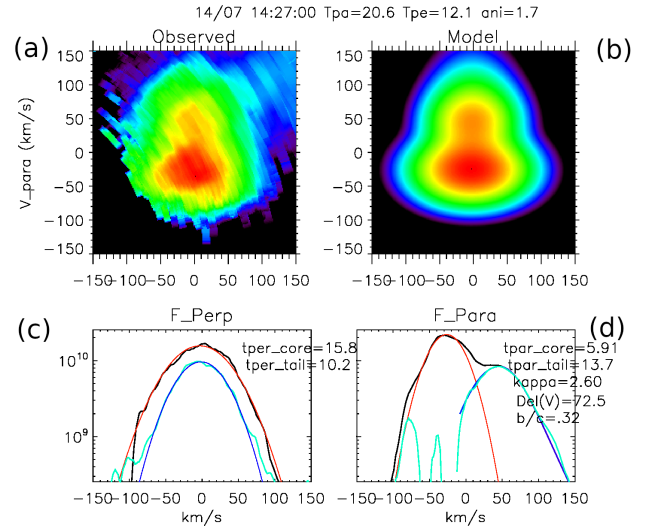 14/07 14:27:00 Tpa=20.6 Tpe=12.1 ani=1.7
(a) Observed Model (b)
150
100
50
0
−50
−100
−150
V_para (km/s)
−150−100 −50 0 50 100 150
150
100
50
0
−50
−100
−150
−150−100 −50 0 50 100 150
(c) F_Perp F_Para (d)
tper_core=15.8
tper_tail=10.2
tpar_core=5.91
tpar_tail=13.7
kappa=2.60
Del(V)=72.5
b/c=.32
10^10
10^9
−150−100 −50 0 50 100 150
km/s
10^10
10^9
−150−100 −50 0 50 100 150
km/s